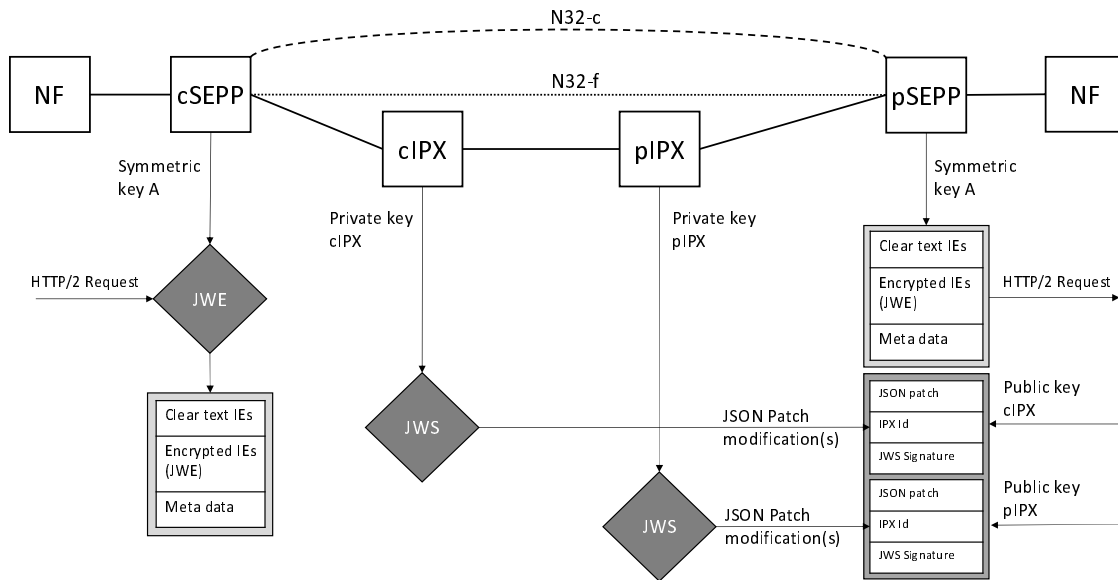 N32-c
NF
cSEPP
N32-f
pSEPP
NF
cIPX
pIPX
Symmetric
key A
Symmetric
key A
Private key
cIPX
Private key
pIPX
HTTP/2 Request
JWE
Clear text IEs
Encrypted IEs
(JWE)
Meta data
HTTP/2 Request
Clear text IEs
Encrypted IEs
(JWE)
Meta data
JWS
JSON Patch
modification(s)
JSON patch
IPX Id
JWS Signature
Public key
cIPX
JWS
JSON Patch
modification(s)
JSON patch
IPX Id
JWS Signature
Public key
pIPX